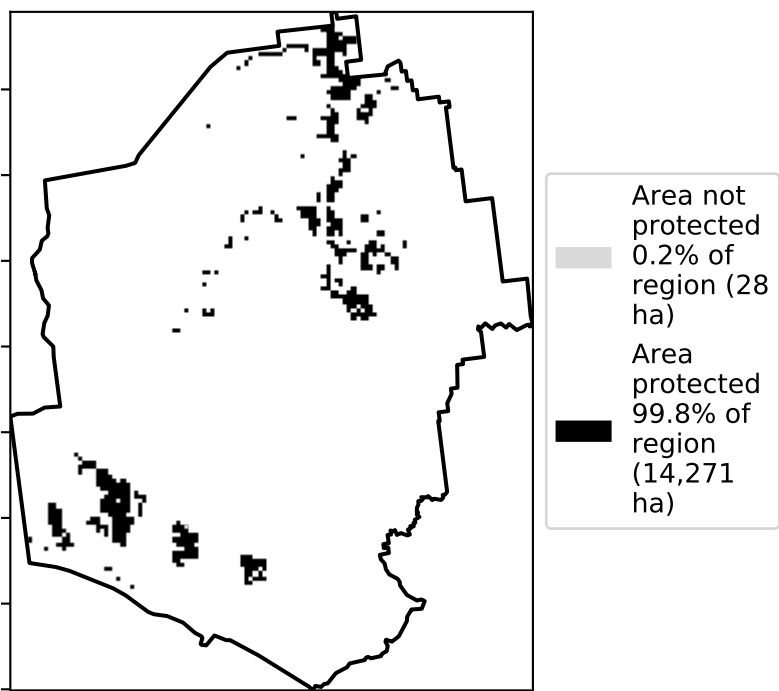 Area not
protected
0.2% of
region (28
ha)
Area
protected
99.8% of
region
(14,271
ha)